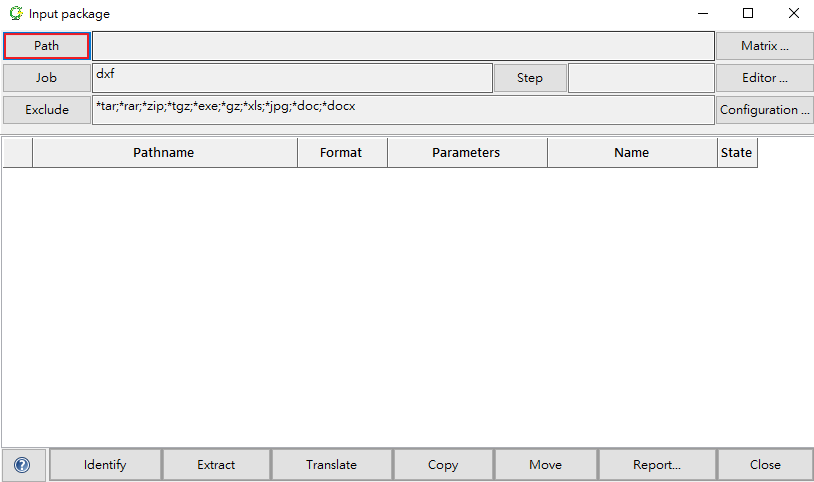 Input package
Path
Matrix ...
Job
dxf
Step
Editor ...
Exclude
*tar;*rar;*zip;*tgz;*exe;*gz;*xls;*jpg;*doc;*docx
Configuration ...
Pathname
Format
Parameters
Name
State
?
Identify
Extract
Translate
Copy
Move
Report...
Close